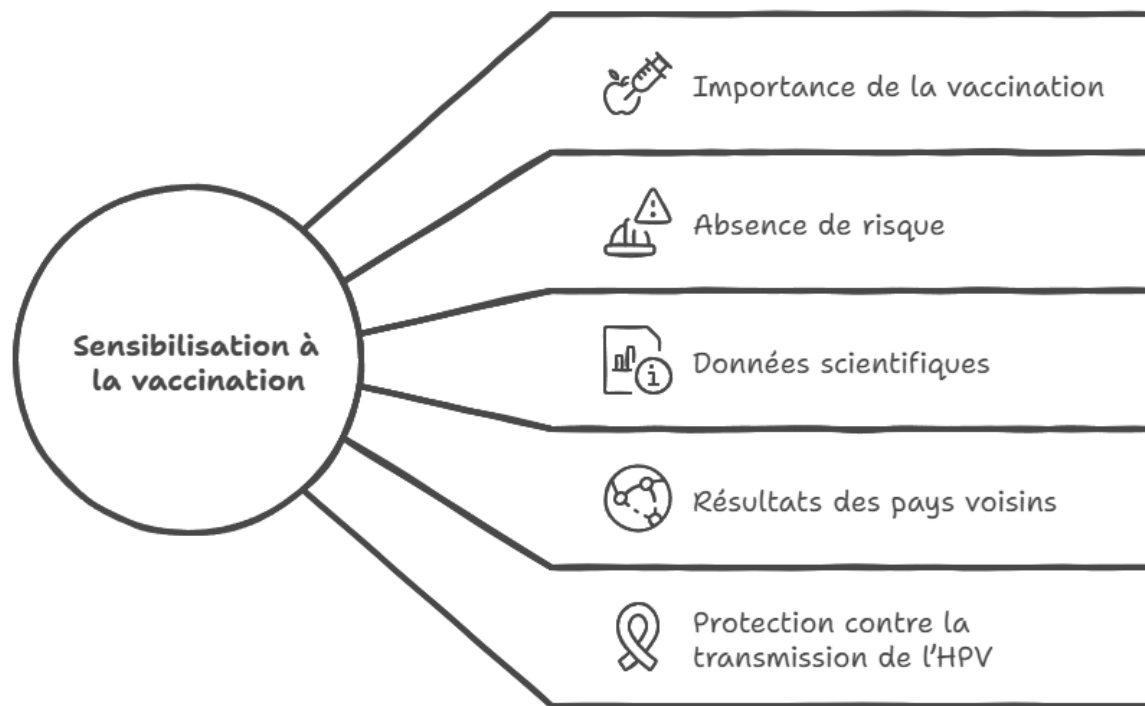 Sensibilisation à
la vaccination
Importance de la vaccination
Absence de risque
Données scientifiques
Résultats des pays voisins
Protection contre la
transmission de l'HPV